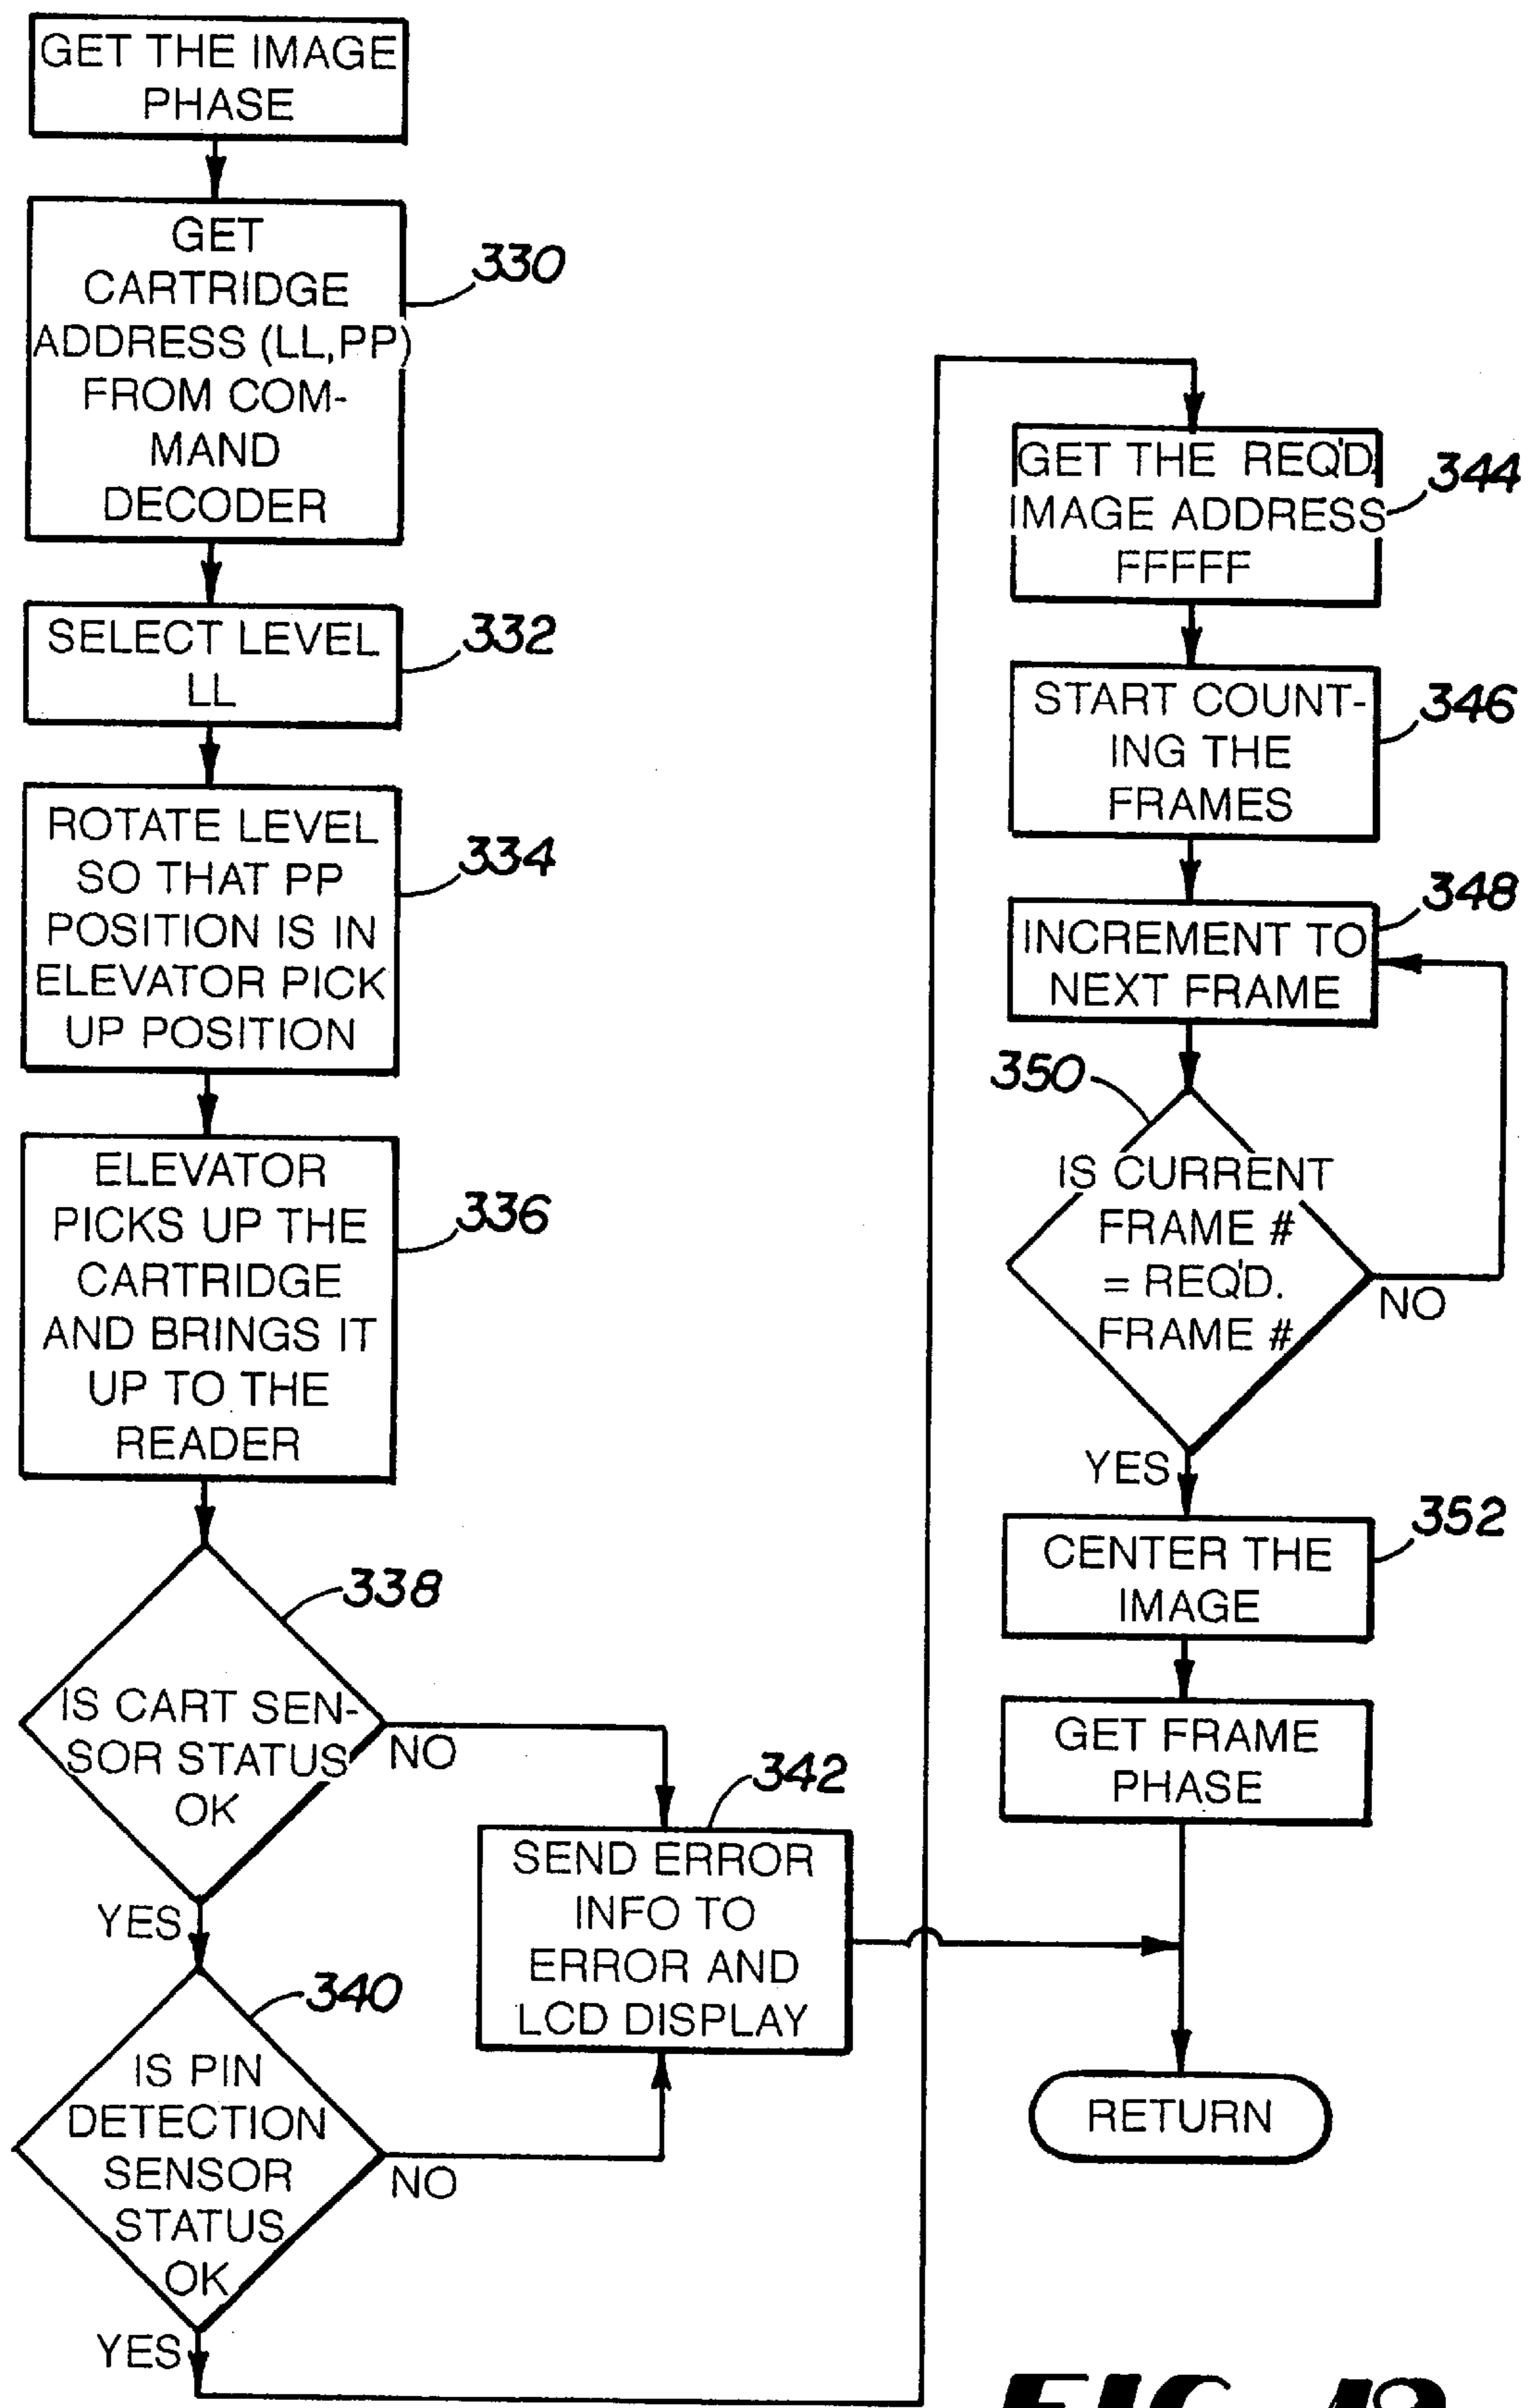 GET THE IMAGE
PHASE
GET
CARTRIDGE
ADDRESS (LL,PP)
FROM COM-
MAND
DECODER
330
SELECT LEVEL
LL
332
ROTATE LEVEL
SO THAT PP
POSITION IS IN
ELEVATOR PICK
UP POSITION
334
ELEVATOR
PICKS UP THE
CARTRIDGE
AND BRINGS IT
UP TO THE
READER
336
338
IS CART SEN-
SOR STATUS
OK
NO
YES
340
IS PIN
DETECTION
SENSOR
STATUS
OK
NO
YES
342
SEND ERROR
INFO TO
ERROR AND
LCD DISPLAY
GET THE REQ'D.
IMAGE ADDRESS
FFFFF
344
START COUNT-
ING THE
FRAMES
346
348
INCREMENT TO
NEXT FRAME
350
IS CURRENT
FRAME #
= REQ'D.
FRAME #
NO
YES
CENTER THE
IMAGE
352
GET FRAME
PHASE
RETURN